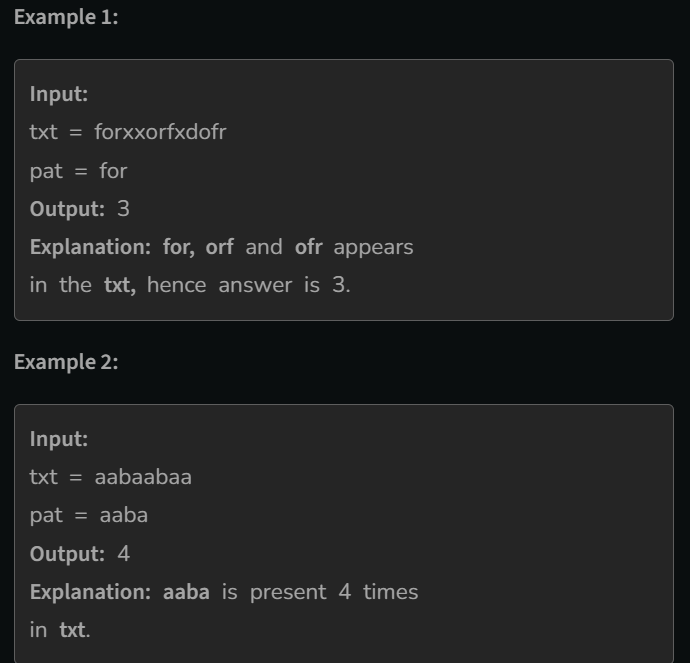 Example 1:
Input:
txt = forxxorfxdofr
pat = for
Output: 3
Explanation: for, orf and ofr appears
in the txt, hence answer is 3.
Example 2:
Input:
txt = aabaabaa
pat = aaba
Output: 4
Explanation: aaba is present 4 times
in txt.